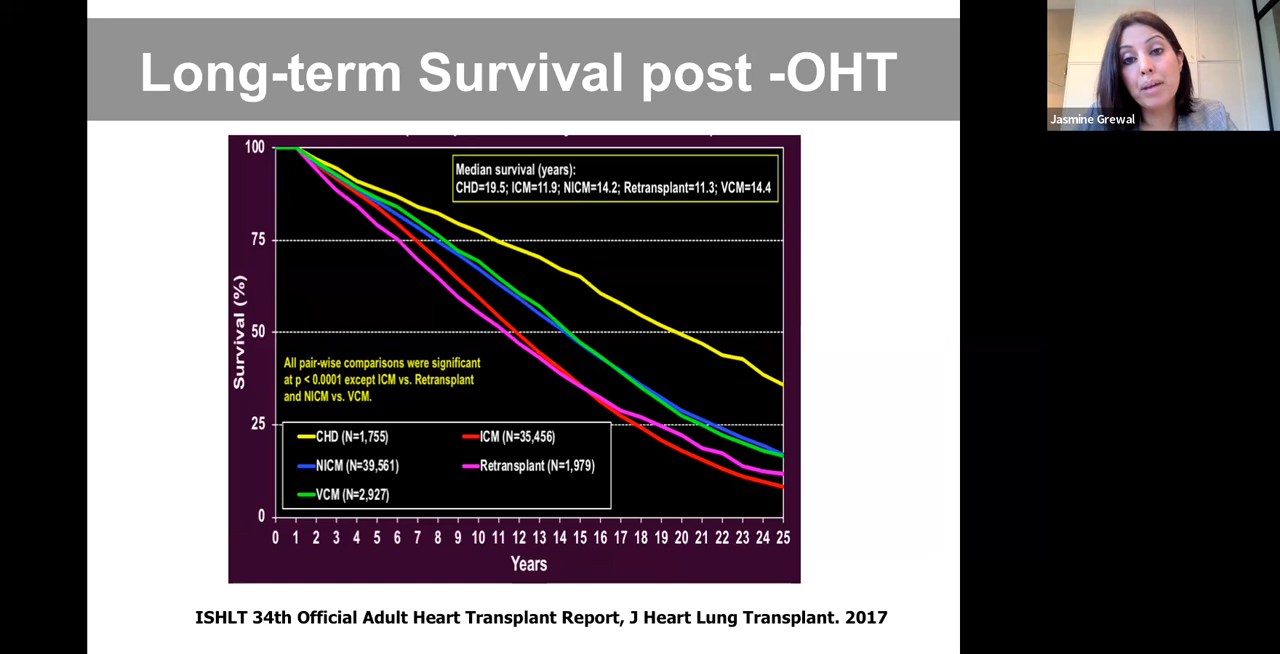 Long-term Survival post -OHT
Jasmine Grewal
Median survival (years):
CHD=19.5; ICM=11.9; NICM=14.2; Retransplant=11.3; VCM=14.4
100
75
50
25
0
Survival (%)
All pair-wise comparisons were significant
at p < 0.0001 except ICM vs. Retransplant
and NICM vs. VCM.
CHD (N=1,755)
ICM (N=35,456)
NICM (N=39,561)
Retransplant (N=1,979)
VCM (N=2,927)
0 1 2 3 4 5 6 7 8 9 10 11 12 13 14 15 16 17 18 19 20 21 22 23 24 25
Years
ISHLT 34th Official Adult Heart Transplant Report, J Heart Lung Transplant. 2017